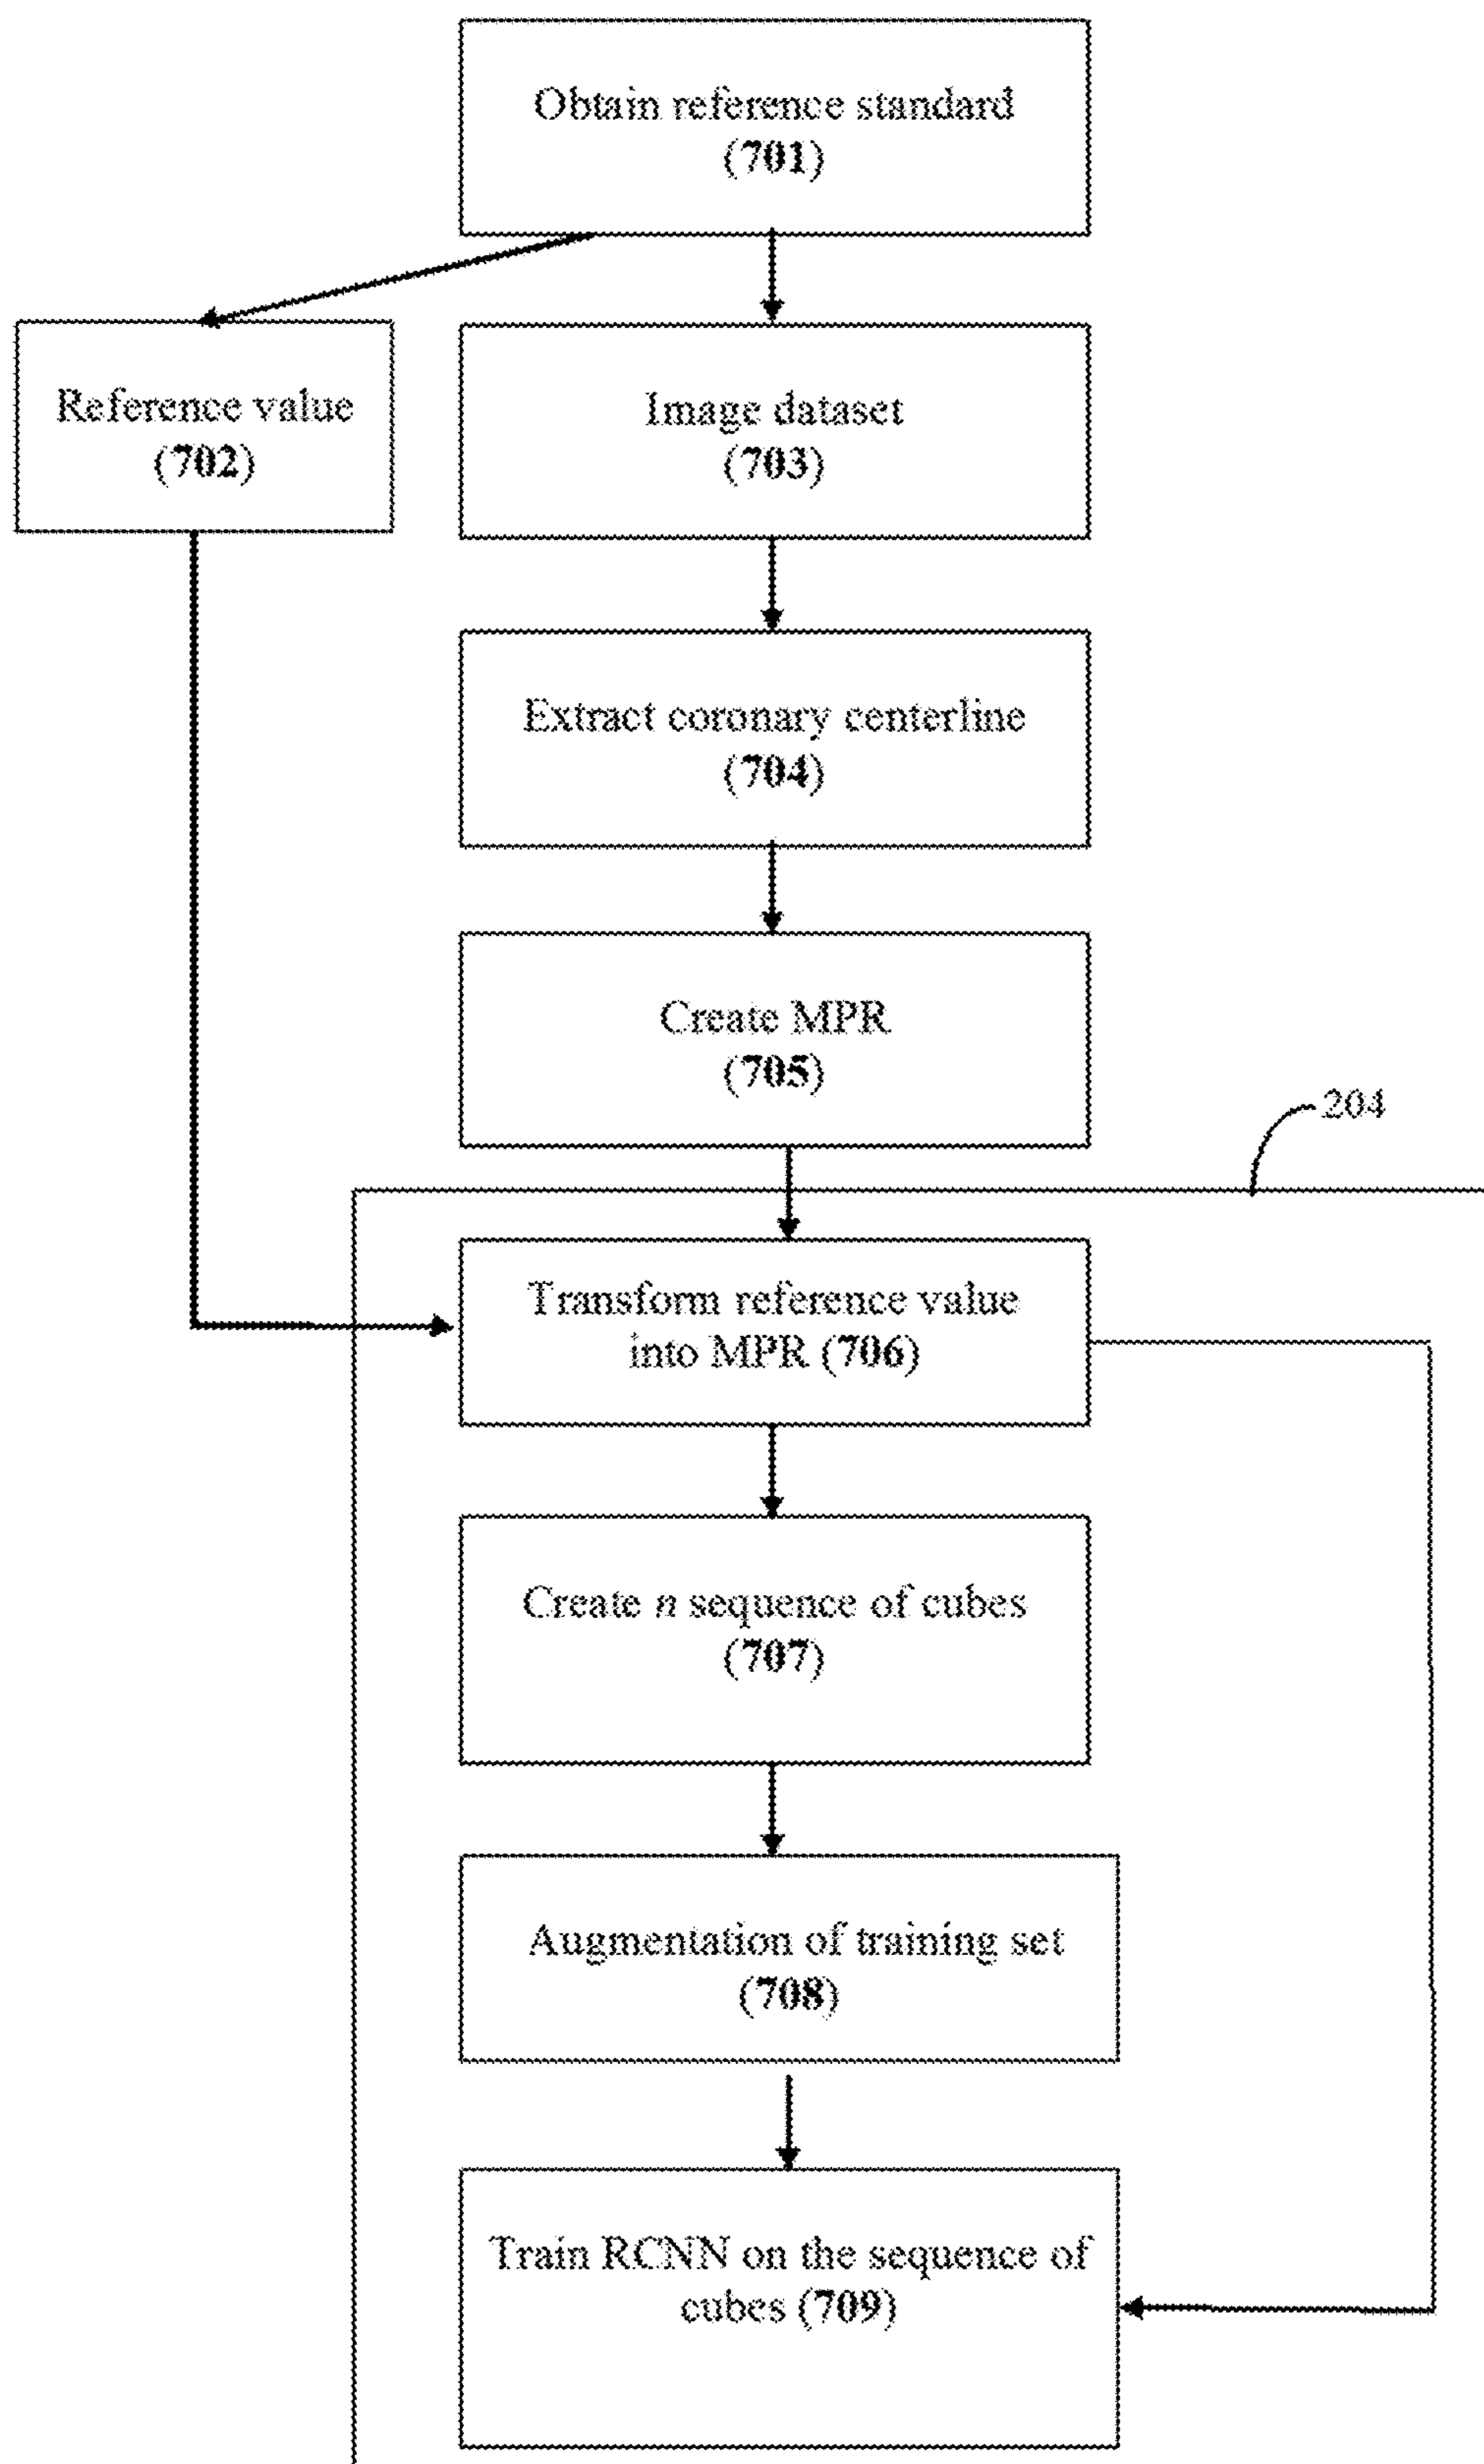 Obtain reference standard
(701)
Reference value
(702)
Image dataset
(703)
Extract coronary centerline
(704)
Create MPR
(705)
204
Transform reference value
into MPR (706)
Create n sequence of cubes
(707)
Augmentation of training set
(708)
Train RCNN on the sequence of
cubes (709)